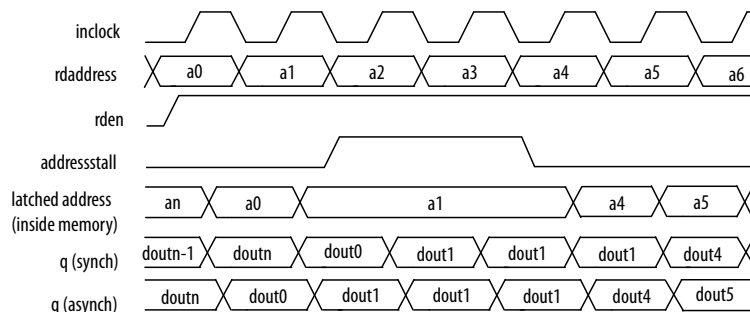 inclock
rdaddress a0 a1 a2 a3 a4 a5 a6
rden
addressstall
latched address
(inside memory) an a0 a1 a4 a5
q (synch) doutn-1 doutn dout0 dout1 dout1 dout1 dout4
q (asynch) doutn dout0 dout1 dout1 dout1 dout4 dout5